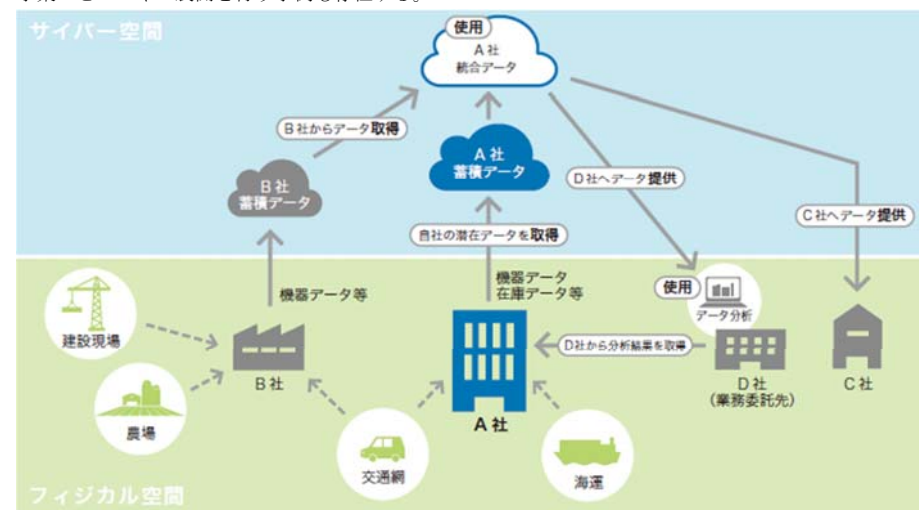 サイバー空間
使用
A社
統合データ
B社からデータ取得
A社
蓄積データ
B社
蓄積データ
D社へデータ提供
C社へデータ提供
自社の潜在データを取得
機器データ等
機器データ
在庫データ等
使用
データ分析
建設現場
D社から分析結果を取得
B社
D社
(業務委託先)
C社
A社
農場
交通網
海運
フィジカル空間